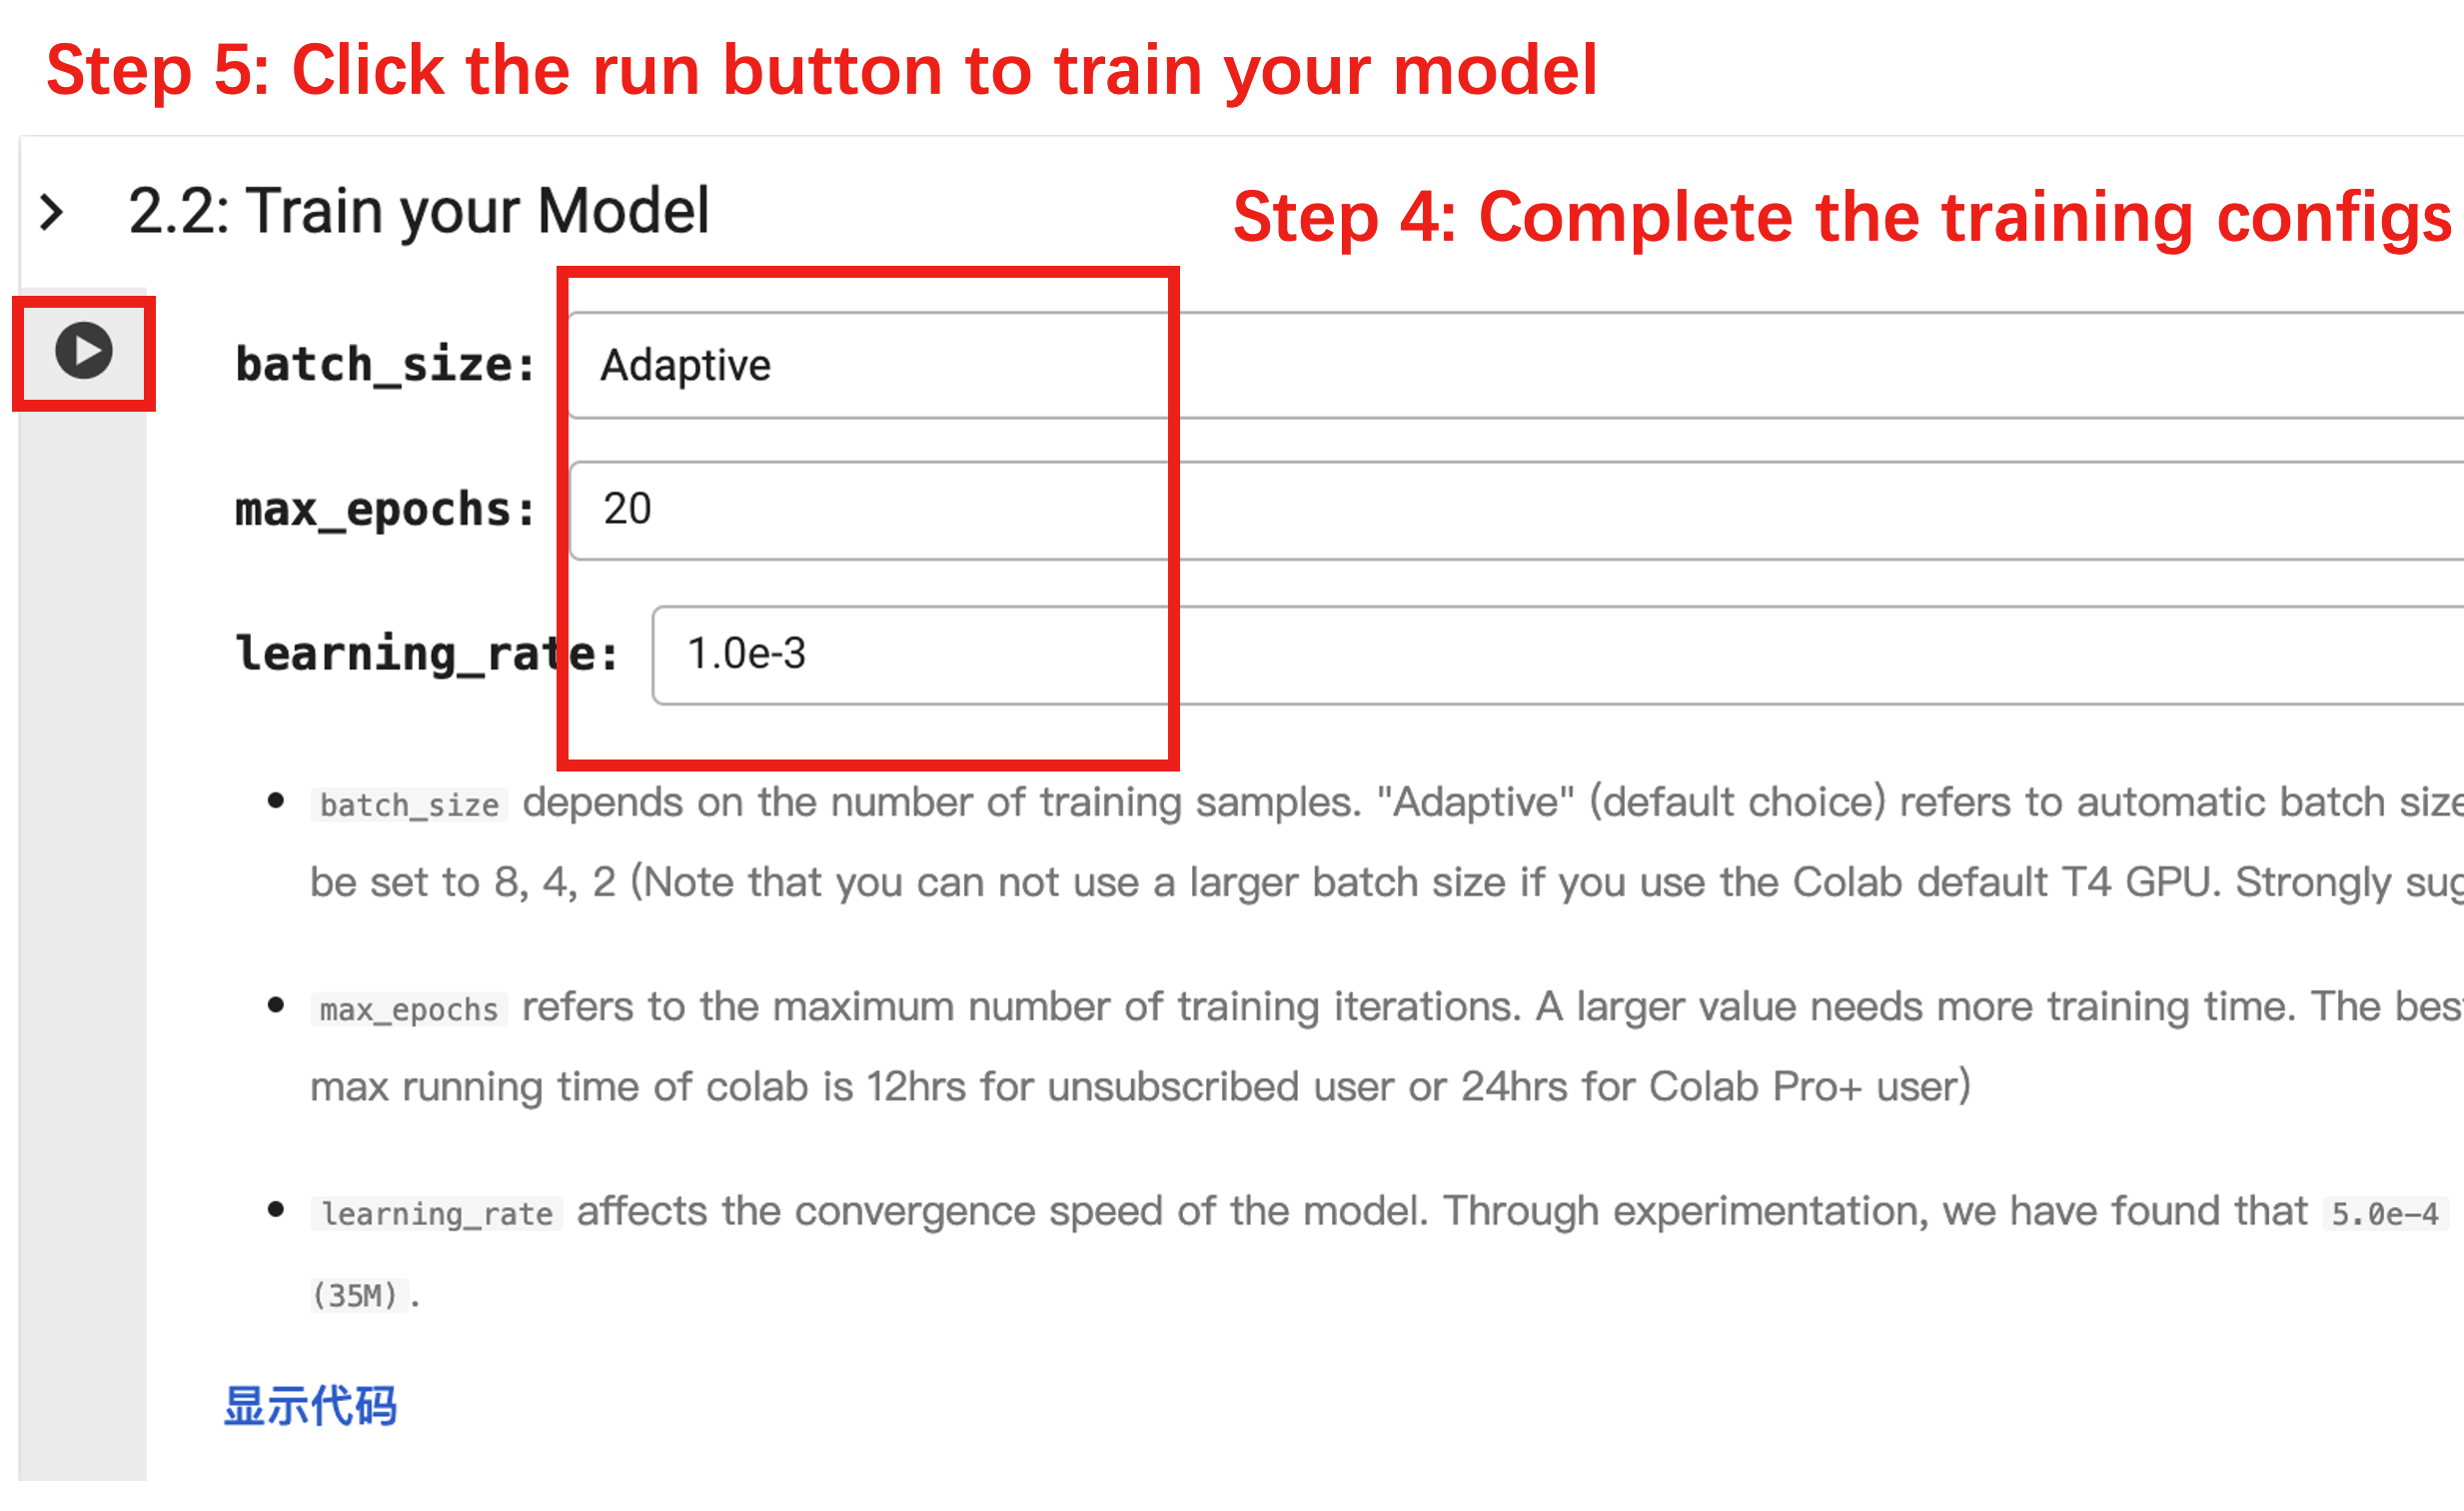 Step 5: Click the run button to train your model
2.2: Train your Model
Step 4: Complete the training configs
batch_size: Adaptive
max_epochs: 20
learning_rate: 1.0e-3
batch_size depends on the number of training samples. "Adaptive" (default choice) refers to automatic batch size
be set to 8, 4, 2 (Note that you can not use a larger batch size if you use the Colab default T4 GPU. Strongly
max_epochs refers to the maximum number of training iterations. A larger value needs more training time. The
max running time of colab is 12hrs for unsubscribed user or 24hrs for Colab Pro+ user)
learning_rate affects the convergence speed of the model. Through experimentation, we have found that 5.0e-4
(35M).
显示代码